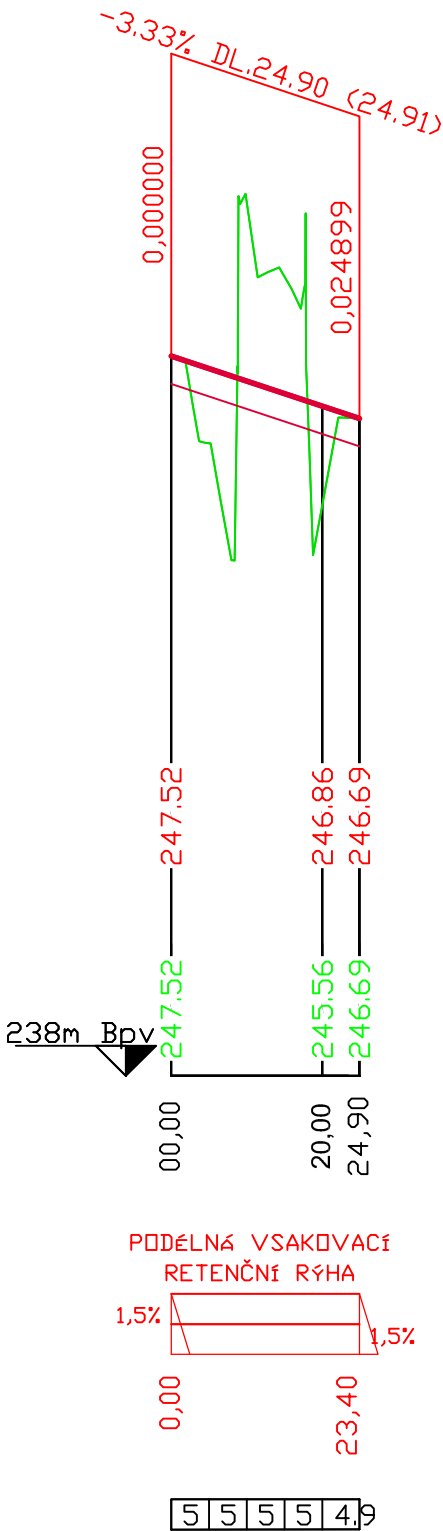 -3.33% DL.24.90 (24.91)
0,000000
0,024899
247.52 246.86 246.69
247.52 245.56 246.69
238m Bpv
00,00 20,00 24,90
PODÉLNÁ VSAKOVACÍ
RETENČNÍ RÝHA
1,5%
1,5%
0,00 23,40
5 5 5 5 4.9